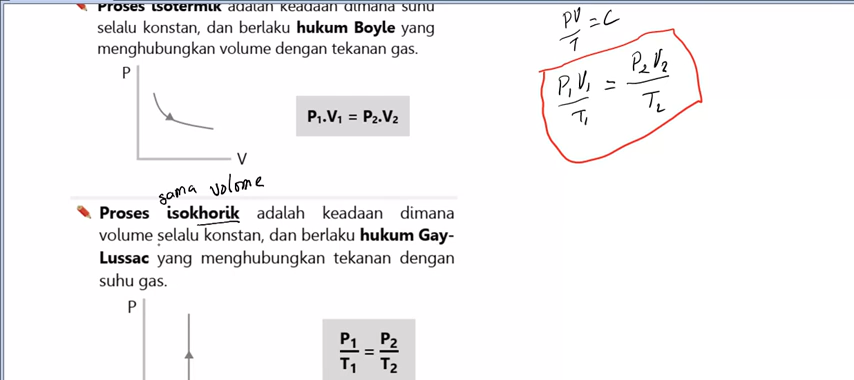 Proses isotermik adalah keadaan dimana suhu
selalu konstan, dan berlaku hukum Boyle yang
menghubungkan volume dengan tekanan gas.
P
V
P₁.V₁ = P₂.V₂
PV/T = C
P₁V₁/T₁ = P₂V₂/T₂
sama volome
Proses isokhorik adalah keadaan dimana
volume selalu konstan, dan berlaku hukum Gay-
Lussac yang menghubungkan tekanan dengan
suhu gas.
P
P₁/T₁ = P₂/T₂